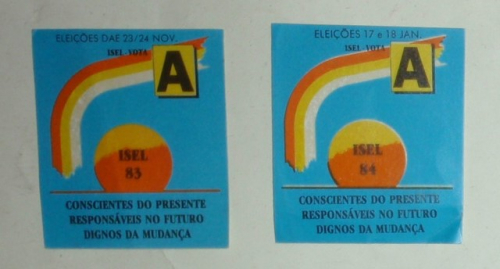 ELEIÇÕES DAE 23/24 NOV.
ISEL VOTA
A
ISEL
83
CONSCIENTES DO PRESENTE
RESPONSÁVEIS NO FUTURO
DIGNOS DA MUDANÇA
ELEIÇÕES 17 e 18 JAN.
ISEL VOTA
A
ISEL
84
CONSCIENTES DO PRESENTE
RESPONSÁVEIS NO FUTURO
DIGNOS DA MUDANÇA